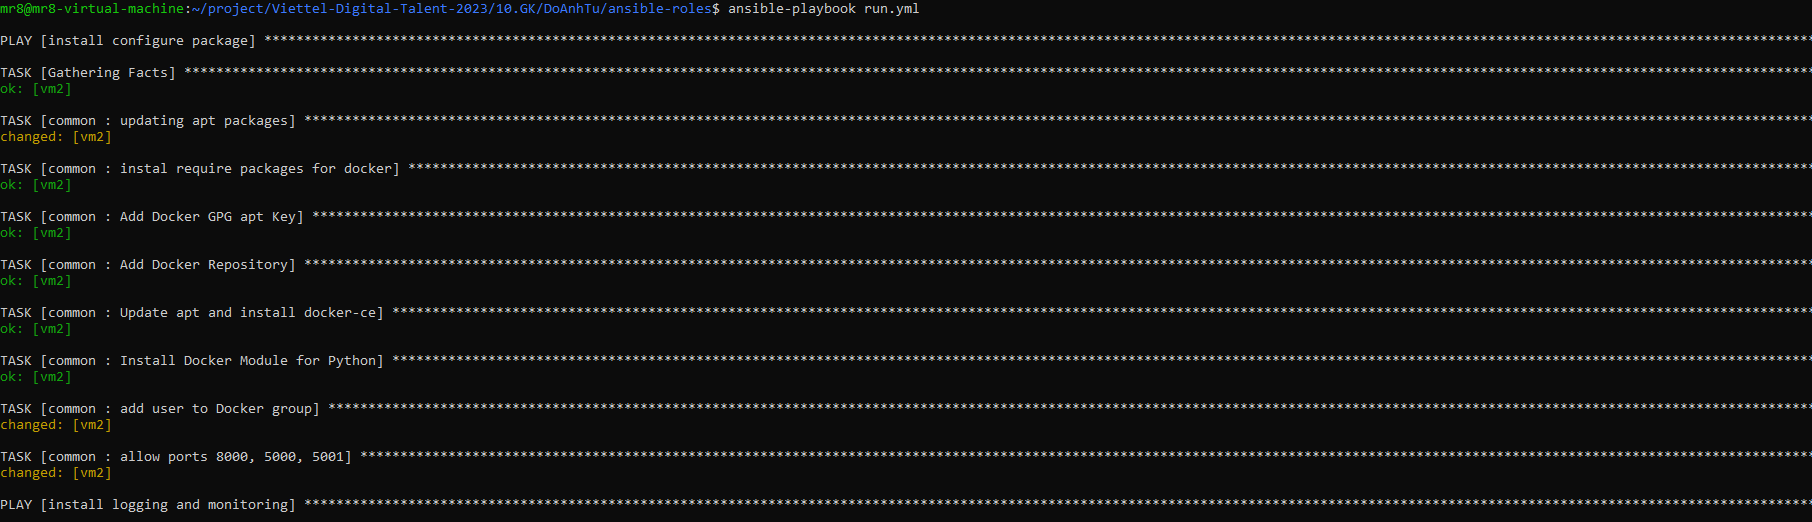 mr8@mr8-virtual-machine:~/project/Viettel-Digital-Talent-2023/10.GK/DoAnhTu/ansible-roles$ ansible-playbook run.yml
PLAY [install configure package] ****************************************************************************************************************************************************************************************************
TASK [Gathering Facts] **************************************************************************************************************************************************************************************************************
ok: [vm2]
TASK [common : updating apt packages] ***********************************************************************************************************************************************************************************************
changed: [vm2]
TASK [common : instal require packages for docker] **********************************************************************************************************************************************************************************
ok: [vm2]
TASK [common : Add Docker GPG apt Key] **********************************************************************************************************************************************************************************************
ok: [vm2]
TASK [common : Add Docker Repository] ***********************************************************************************************************************************************************************************************
ok: [vm2]
TASK [common : Update apt and install docker-ce] ************************************************************************************************************************************************************************************
ok: [vm2]
TASK [common : Install Docker Module for Python] ************************************************************************************************************************************************************************************
ok: [vm2]
TASK [common : add user to Docker group] ********************************************************************************************************************************************************************************************
changed: [vm2]
TASK [common : allow ports 8000, 5000, 5001] ****************************************************************************************************************************************************************************************
changed: [vm2]
PLAY [install logging and monitoring] ***********************************************************************************************************************************************************************************************